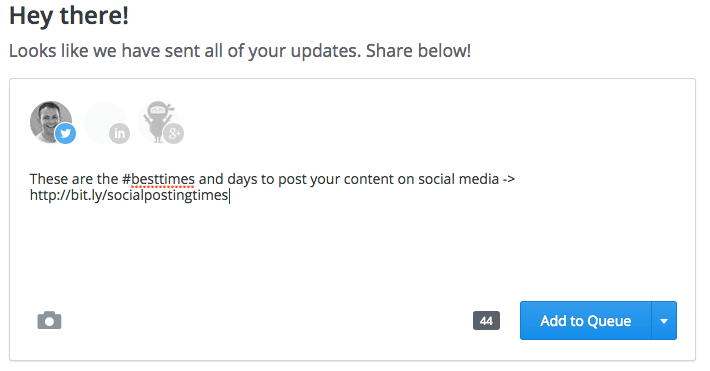 Hey there!
Looks like we have sent all of your updates. Share below!
in
g+
These are the #besttimes and days to post your content on social media ->
http://bit.ly/socialpostingtimes
44
Add to Queue